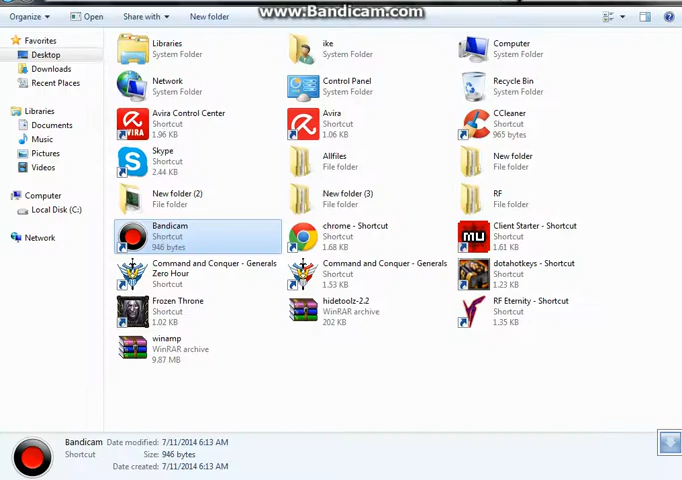 www.Bandicam.com
Organize
Open
Share with
New folder
Favorites
Desktop
Downloads
Recent Places
Libraries
Documents
Music
Pictures
Videos
Computer
Local Disk (C:)
Network
Libraries
System Folder
ike
System Folder
Computer
System Folder
Network
System Folder
Control Panel
System Folder
Recycle Bin
System Folder
AVIRA
Avira Control Center
Shortcut
1.96 KB
Avira
Shortcut
1.06 KB
CCleaner
Shortcut
965 bytes
Skype
Shortcut
2.44 KB
Allfiles
File folder
New folder
File folder
New folder (2)
File folder
New folder (3)
File folder
RF
File folder
Bandicam
Shortcut
946 bytes
chrome - Shortcut
Shortcut
1.68 KB
MU
Client Starter - Shortcut
Shortcut
1.61 KB
Command and Conquer - Generals
Zero Hour
Shortcut
Command and Conquer - Generals
Shortcut
1.53 KB
dotahotkeys - Shortcut
Shortcut
1.23 KB
Frozen Throne
Shortcut
1.02 KB
hidetoolz-2.2
WinRAR archive
202 KB
RF Eternity - Shortcut
Shortcut
1.35 KB
winamp
WinRAR archive
9.87 MB
Bandicam Date modified: 7/11/2014 6:13 AM
Shortcut Size: 946 bytes
Date created: 7/11/2014 6:13 AM